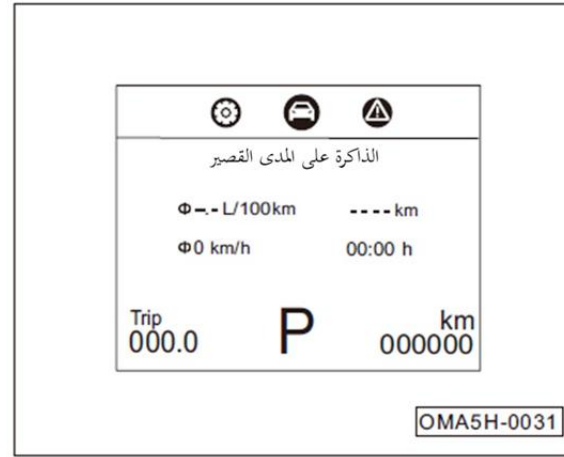 الذاكرة على المدى القصير
Φ–.- L/100km ---- km
Φ0 km/h 00:00 h
Trip P km
000.0 000000
OMA5H-0031